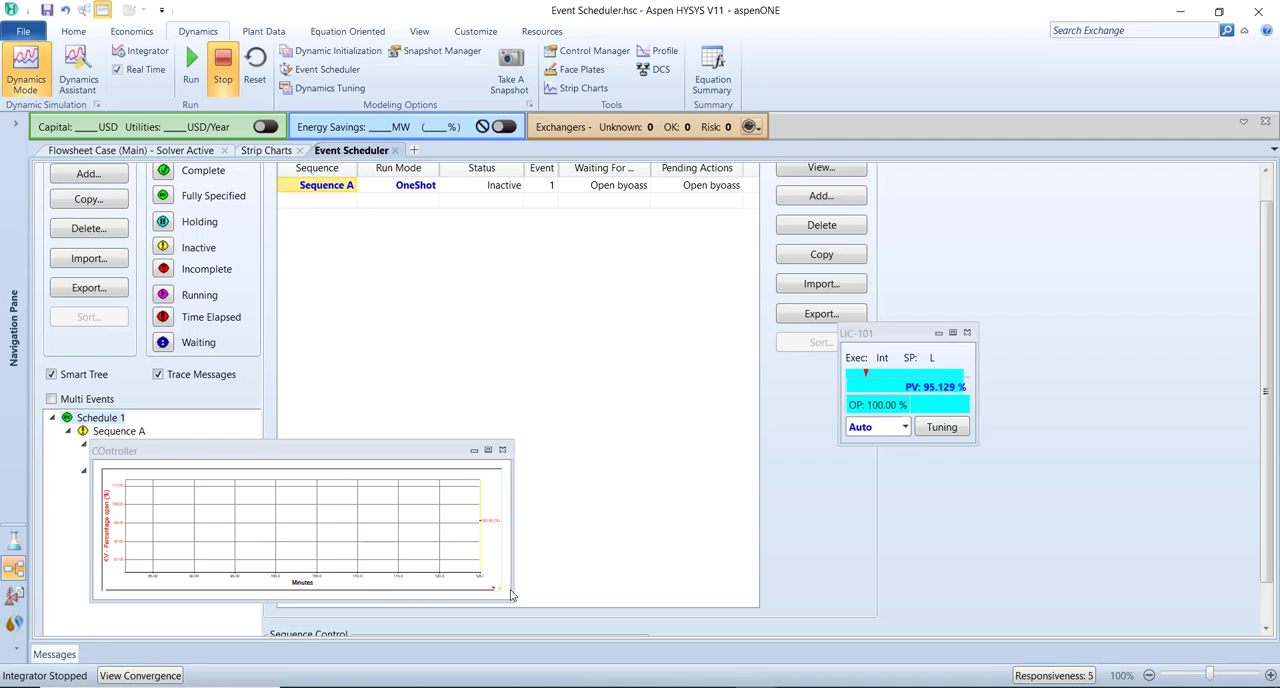 Event Scheduler.hsc - Aspen HYSYS V11 - aspenONE
File Home Economics Dynamics Plant Data Equation Oriented View Customize Resources
Search Exchange
Dynamics Mode
Dynamics Assistant
Integrator
Real Time
Run Stop Reset
Dynamic Initialization
Snapshot Manager
Event Scheduler
Dynamics Tuning
Take A Snapshot
Control Manager
Profile
Face Plates
DCS
Strip Charts
Equation Summary
Dynamic Simulation
Run
Modeling Options
Tools
Summary
Capital: ____USD Utilities: ____USD/Year
Energy Savings: ____MW (____%)
Exchangers - Unknown: 0 OK: 0 Risk: 0
Flowsheet Case (Main) - Solver Active
Strip Charts
Event Scheduler
Navigation Pane
Add...
Copy...
Delete...
Import...
Export...
Sort...
Complete
Fully Specified
Holding
Inactive
Incomplete
Running
Time Elapsed
Waiting
Smart Tree
Trace Messages
Multi Events
Schedule 1
Sequence A
Sequence Run Mode Status Event Waiting For ... Pending Actions
Sequence A OneShot Inactive 1 Open byoass Open byoass
View...
Add...
Delete
Copy
Import...
Export...
Sort...
LIC-101
Exec: Int SP: L
PV: 95.129 %
OP: 100.00 %
Auto
Tuning
COntroller
Minutes
Sequence Control
Messages
Integrator Stopped
View Convergence
Responsiveness: 5
100%